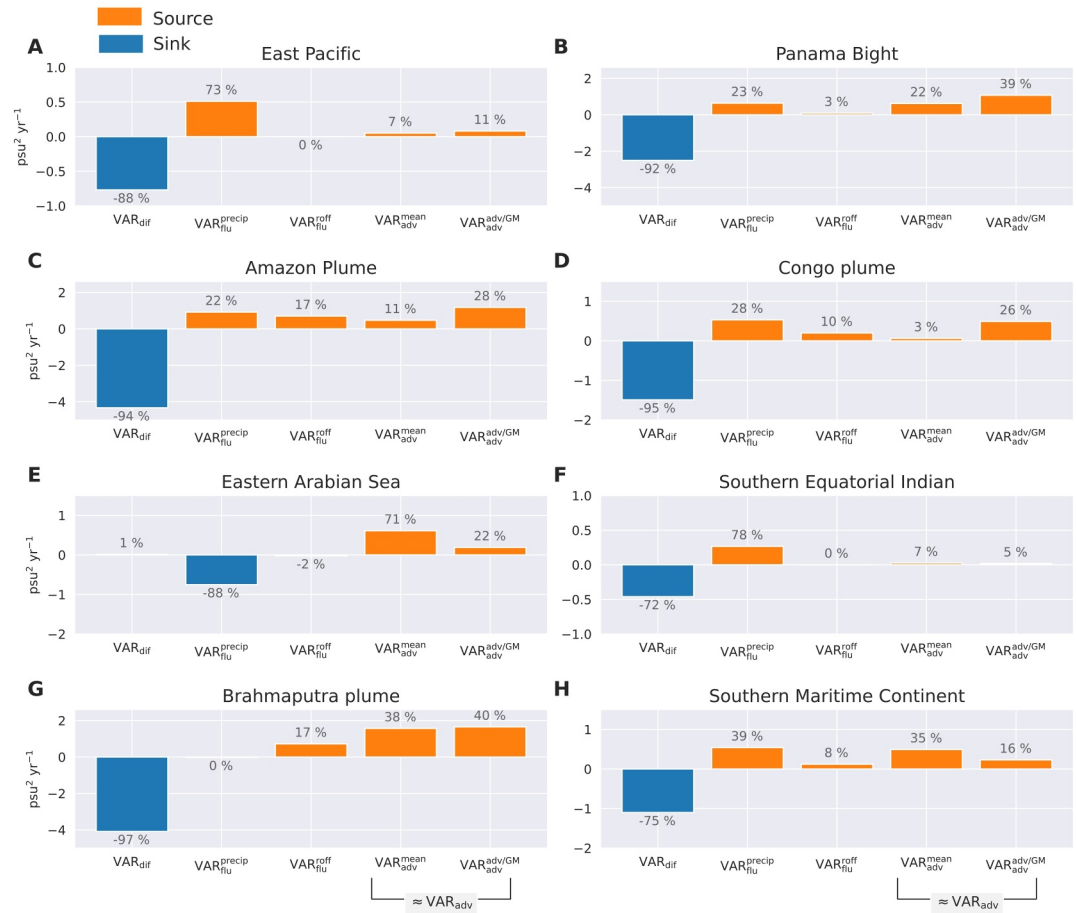 Source
Sink
A
East Pacific
1.0
0.5
0.0
−0.5
−1.0
psu² yr⁻¹
-88 %
73 %
0 %
7 %
11 %
VAR_dif VAR_flu^precip VAR_flu^roff VAR_adv^mean VAR_adv^adv/GM
B
Panama Bight
2
0
−2
−4
-92 %
23 %
3 %
22 %
39 %
VAR_dif VAR_flu^precip VAR_flu^roff VAR_adv^mean VAR_adv^adv/GM
C
Amazon Plume
2
0
−2
−4
psu² yr⁻¹
-94 %
22 %
17 %
11 %
28 %
VAR_dif VAR_flu^precip VAR_flu^roff VAR_adv^mean VAR_adv^adv/GM
D
Congo plume
1
0
−1
−2
-95 %
28 %
10 %
3 %
26 %
VAR_dif VAR_flu^precip VAR_flu^roff VAR_adv^mean VAR_adv^adv/GM
E
Eastern Arabian Sea
1
0
−1
−2
psu² yr⁻¹
1 %
-88 %
-2 %
71 %
22 %
VAR_dif VAR_flu^precip VAR_flu^roff VAR_adv^mean VAR_adv^adv/GM
F
Southern Equatorial Indian
1.0
0.5
0.0
−0.5
−1.0
-72 %
78 %
0 %
7 %
5 %
VAR_dif VAR_flu^precip VAR_flu^roff VAR_adv^mean VAR_adv^adv/GM
G
Brahmaputra plume
2
0
−2
−4
psu² yr⁻¹
-97 %
0 %
17 %
38 %
40 %
VAR_dif VAR_flu^precip VAR_flu^roff VAR_adv^mean VAR_adv^adv/GM
≈ VAR_adv
H
Southern Maritime Continent
1
0
−1
−2
-75 %
39 %
8 %
35 %
16 %
VAR_dif VAR_flu^precip VAR_flu^roff VAR_adv^mean VAR_adv^adv/GM
≈ VAR_adv